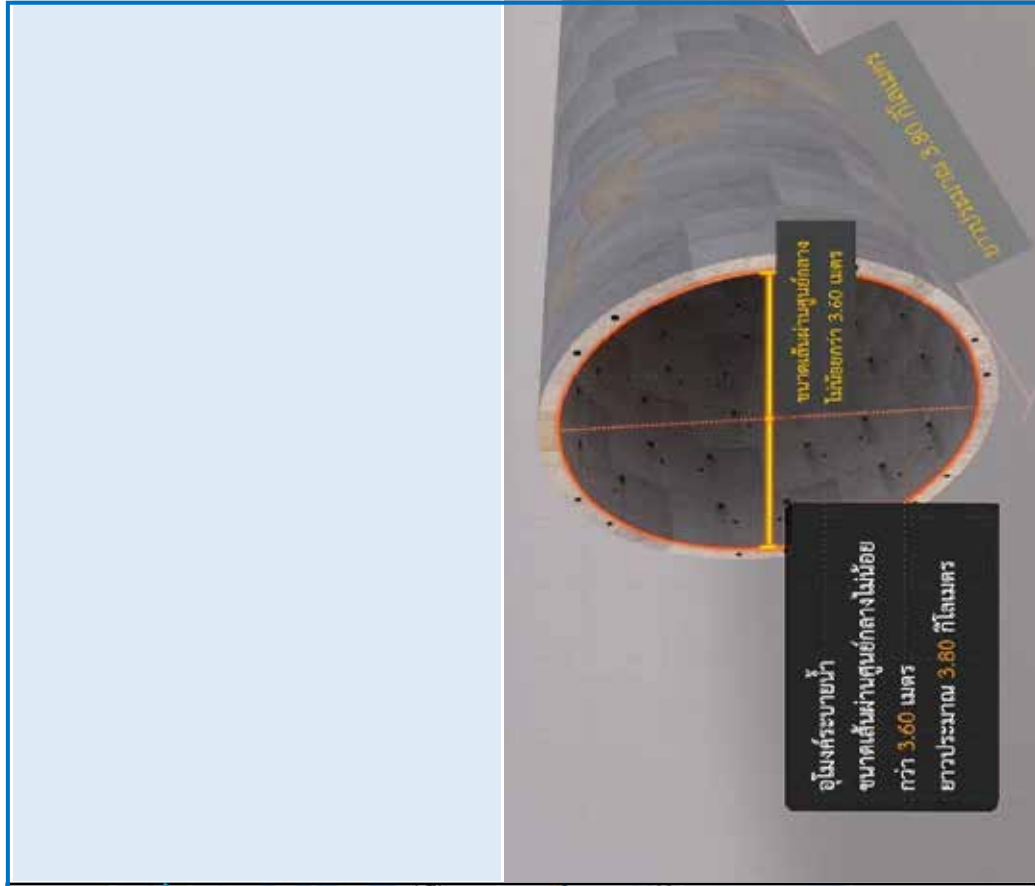 ยาวประมาณ 3.80 กิโลเมตร
ขนาดเส้นผ่านศูนย์กลาง
ไม่น้อยกว่า 3.60 เมตร
อุโมงค์ระบายน้ำ
ขนาดเส้นผ่านศูนย์กลางไม่น้อย
กว่า 3.60 เมตร
ยาวประมาณ 3.80 กิโลเมตร